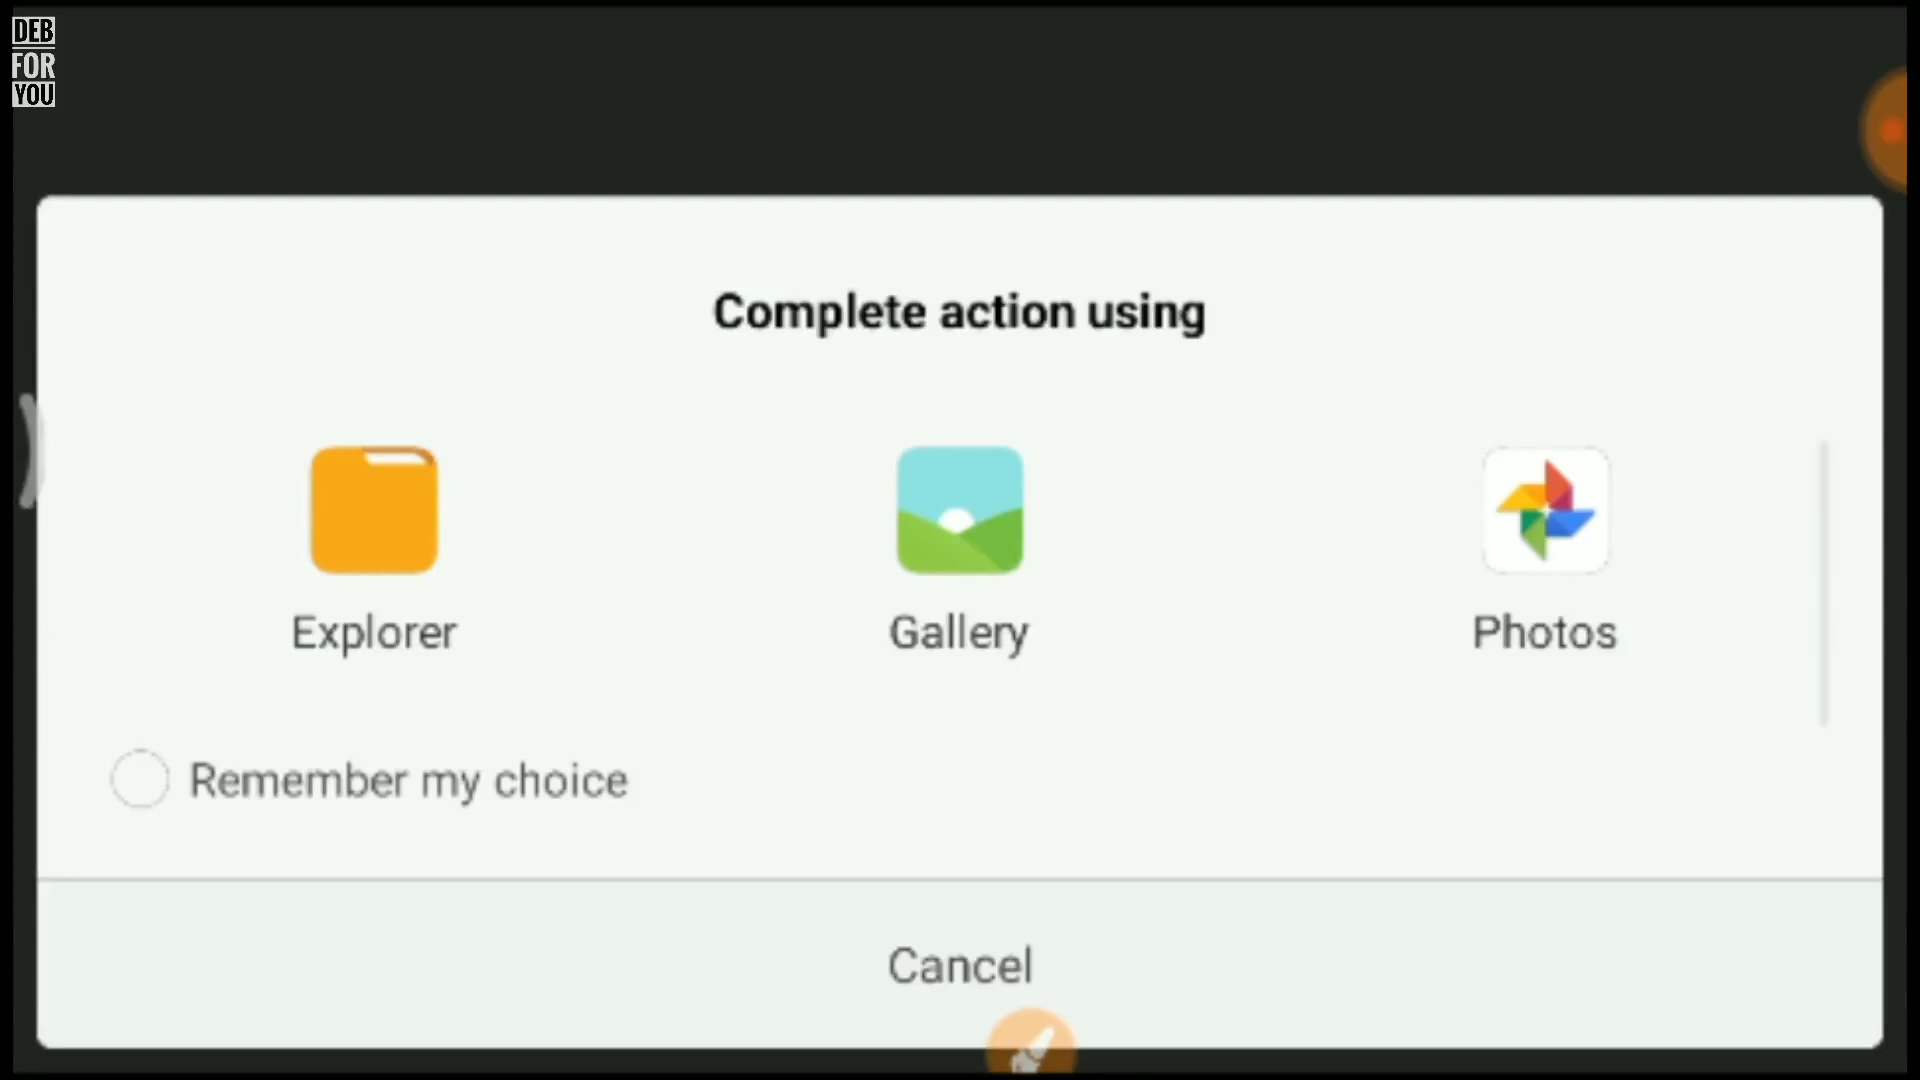 DEB
FOR
YOU
Complete action using
Explorer
Gallery
Photos
Remember my choice
Cancel